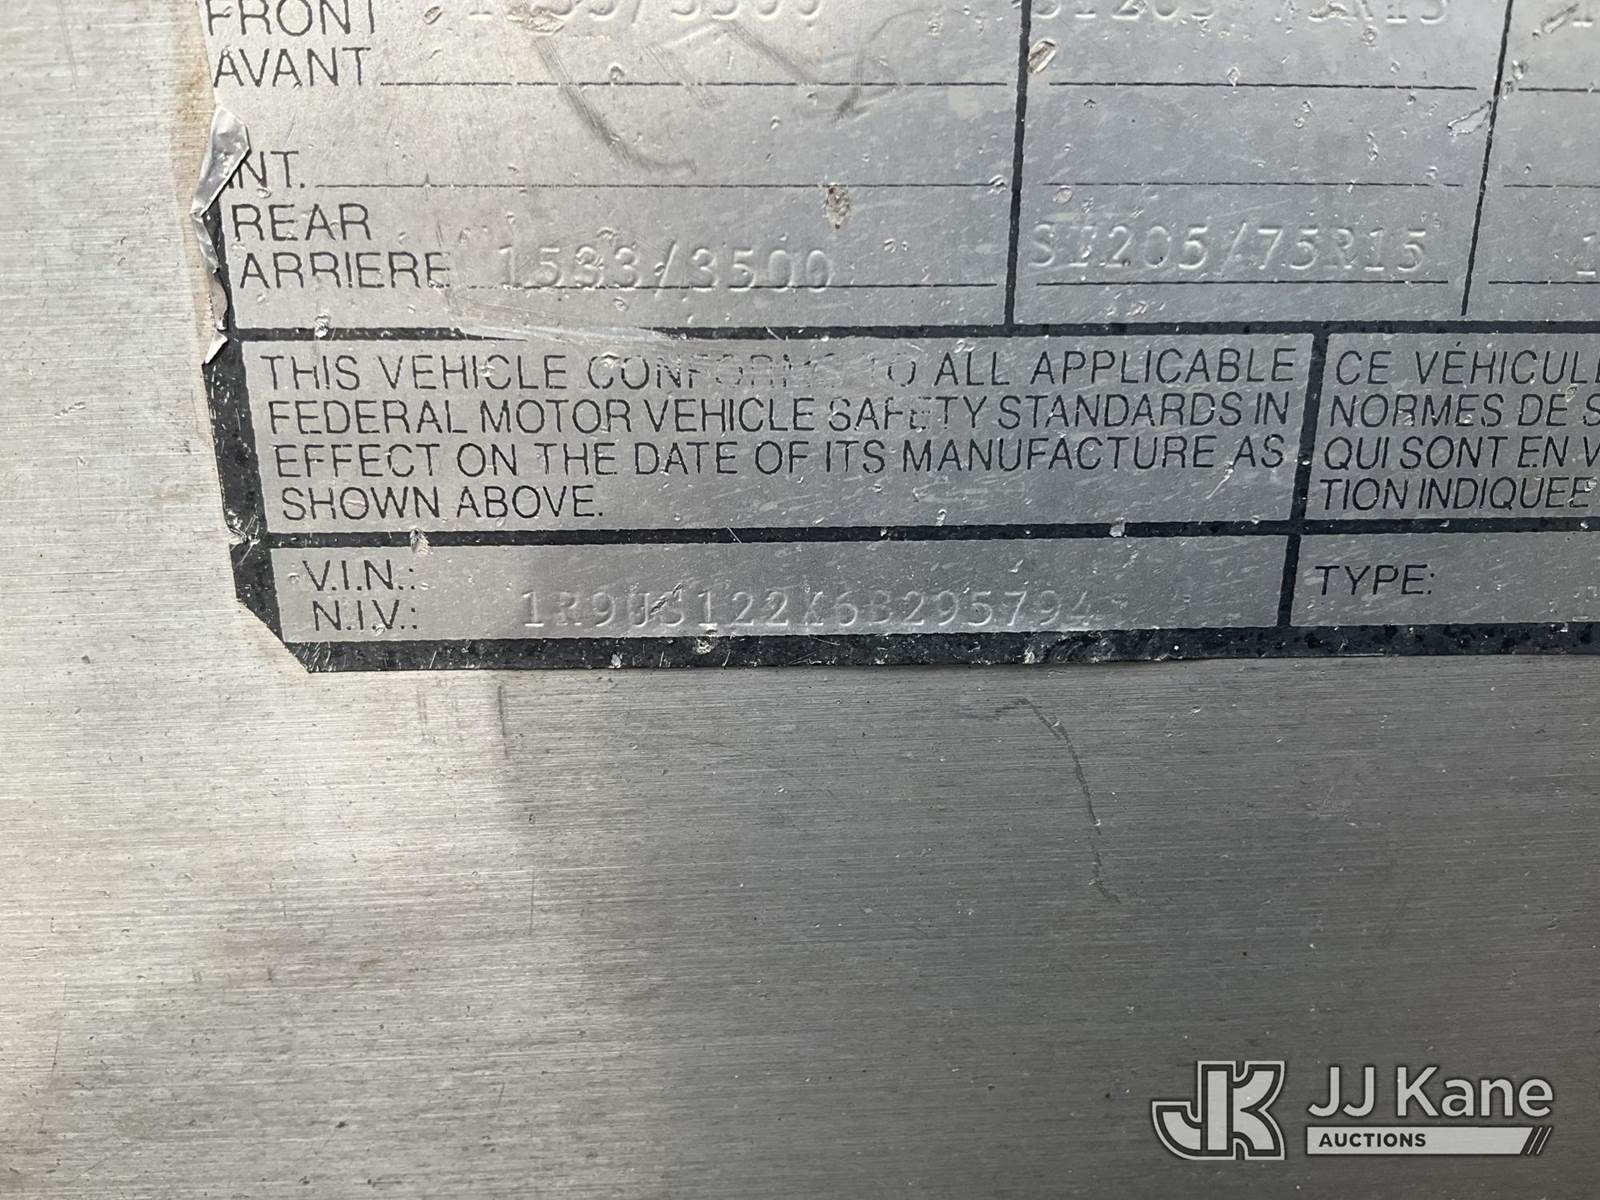 FRONT
AVANT
INT.
REAR
ARRIERE 1533/3500 ST205/75R15
THIS VEHICLE CONFORMS TO ALL APPLICABLE
FEDERAL MOTOR VEHICLE SAFETY STANDARDS IN
EFFECT ON THE DATE OF ITS MANUFACTURE AS
SHOWN ABOVE.
CE VÉHICULE
NORMES DE S
QUI SONT EN V
TION INDIQUEE
V.I.N.:
N.I.V.:
TYPE:
JK
JJ Kane
AUCTIONS